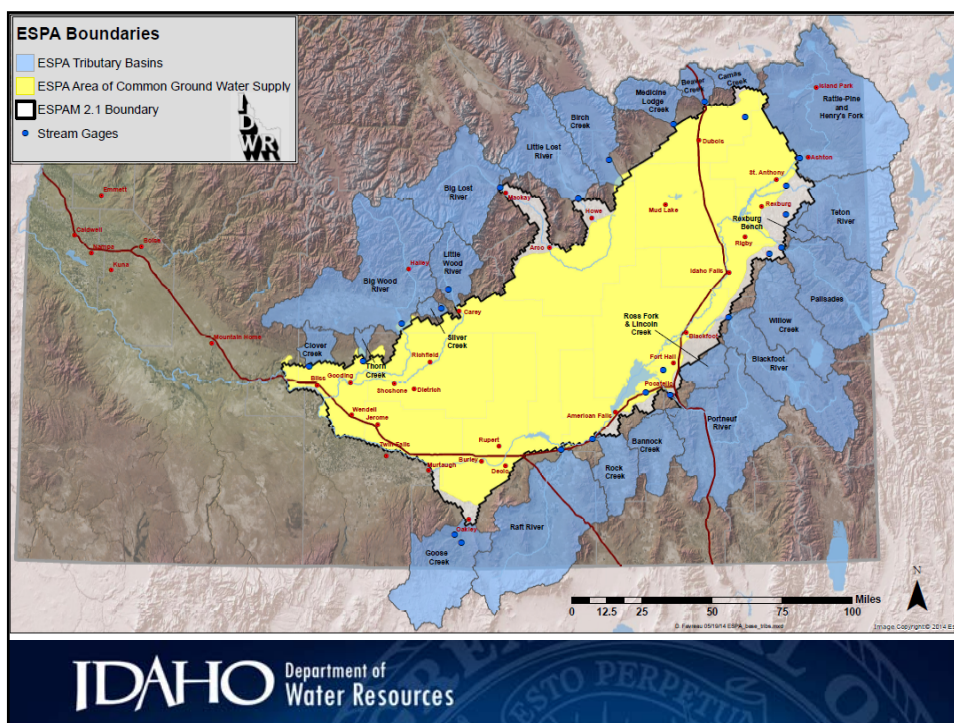 ESPA Boundaries
ESPA Tributary Basins
ESPA Area of Common Ground Water Supply
ESPAM 2.1 Boundary
Stream Gages
IDWR
Beaver
Creek
Camas
Creek
Medicine
Lodge
Creek
Island Park
Rattle-Pine
and
Henry's Fork
Birch
Creek
Little Lost
River
Dubois
Ashton
St. Anthony
Big Lost
River
Mackay
Howe
Mud Lake
Rexburg
Rexburg
Bench
Teton
River
Emmett
Caldwell
Nampa
Boise
Kuna
Arco
Rigby
Little
Wood
River
Hailey
Big Wood
River
Idaho Falls
Palisades
Carey
Silver
Creek
Ross Fork
& Lincoln
Creek
Willow
Creek
Mountain Home
Clover
Creek
Thorn
Creek
Richfield
Blackfoot
Blackfoot
River
Fort Hall
Bliss
Gooding
Shoshone
Dietrich
Pocatello
Wendell
Jerome
American Falls
Portneuf
River
Twin Falls
Rupert
Bannock
Creek
Murtaugh
Burley
Declo
Rock
Creek
Oakley
Raft River
Goose
Creek
N
Miles
0 12.5 25 50 75 100
Image Copyright:© 2014 Es
IDAHO Department of
Water Resources
ESTO PERPETU